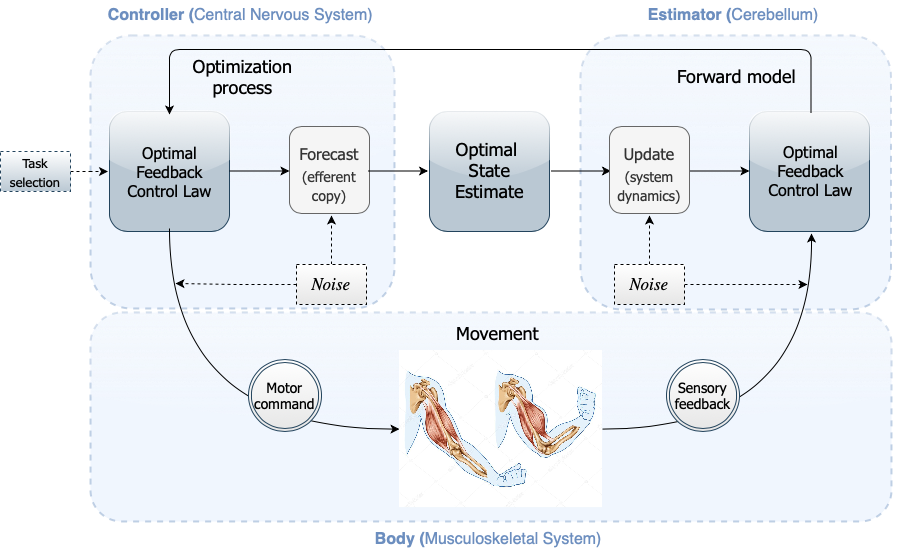 Controller (Central Nervous System)
Estimator (Cerebellum)
Optimization
process
Forward model
Task
selection
Optimal
Feedback
Control Law
Forecast
(efferent
copy)
Optimal
State
Estimate
Update
(system
dynamics)
Optimal
Feedback
Control Law
Noise
Noise
Movement
Motor
command
Sensory
feedback
Body (Musculoskeletal System)